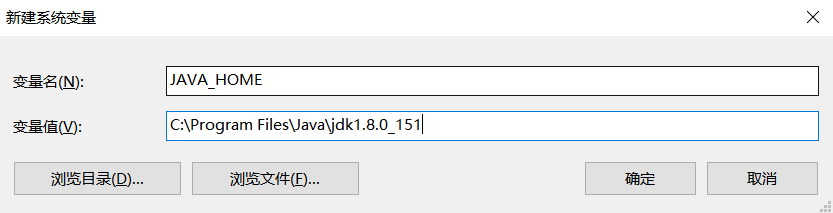 新建系统变量
变量名(N): JAVA_HOME
变量值(V): C:\Program Files\Java\jdk1.8.0_151
浏览目录(D)... 浏览文件(F)... 确定 取消